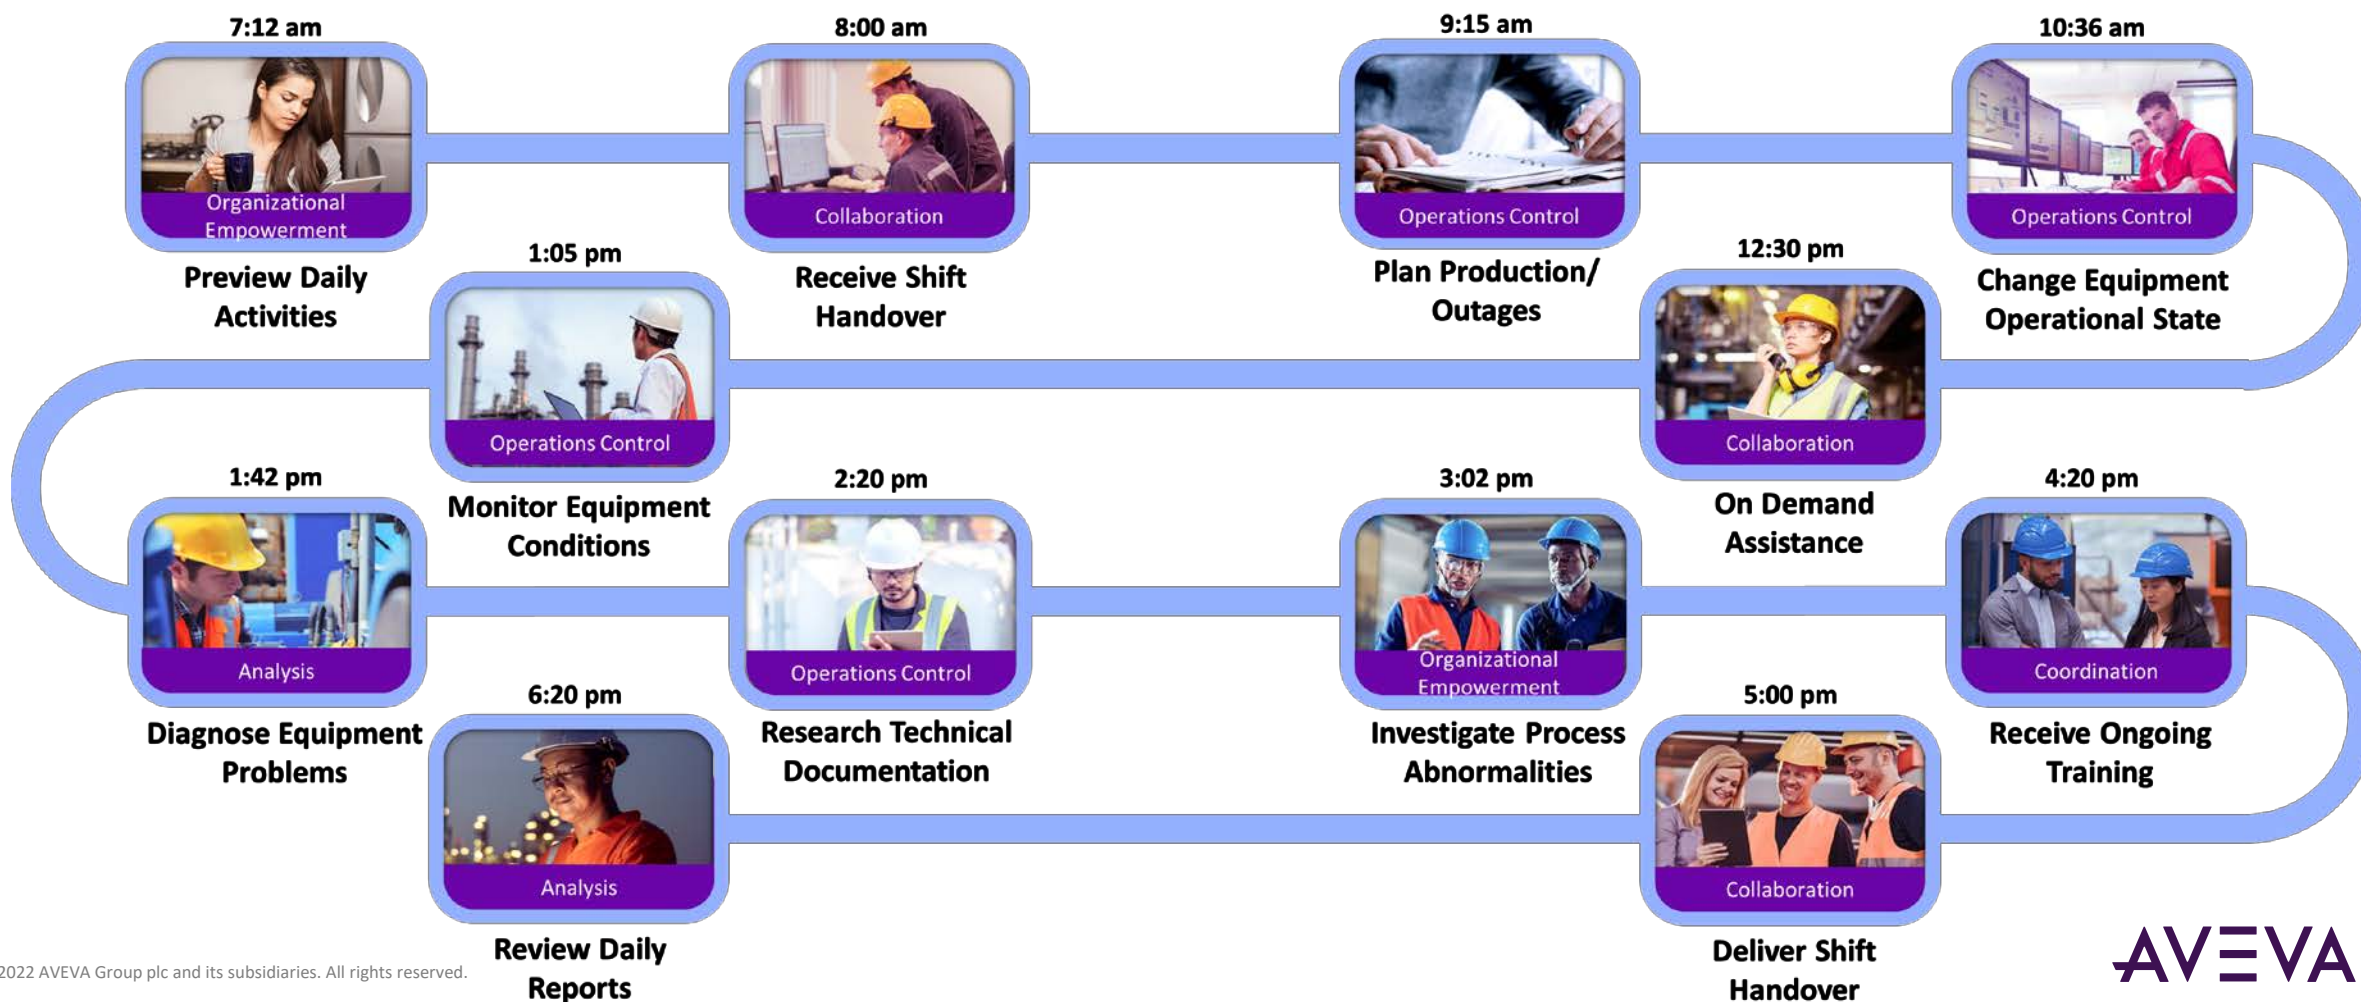 7:12 am
Organizational
Empowerment
Preview Daily
Activities
8:00 am
Collaboration
Receive Shift
Handover
9:15 am
Operations Control
Plan Production/
Outages
10:36 am
Operations Control
Change Equipment
Operational State
12:30 pm
Collaboration
On Demand
Assistance
1:05 pm
Operations Control
Monitor Equipment
Conditions
1:42 pm
Analysis
Diagnose Equipment
Problems
2:20 pm
Operations Control
Research Technical
Documentation
3:02 pm
Organizational
Empowerment
Investigate Process
Abnormalities
4:20 pm
Coordination
Receive Ongoing
Training
5:00 pm
Collaboration
Deliver Shift
Handover
6:20 pm
Analysis
Review Daily
Reports
2022 AVEVA Group plc and its subsidiaries. All rights reserved.
AVEVA